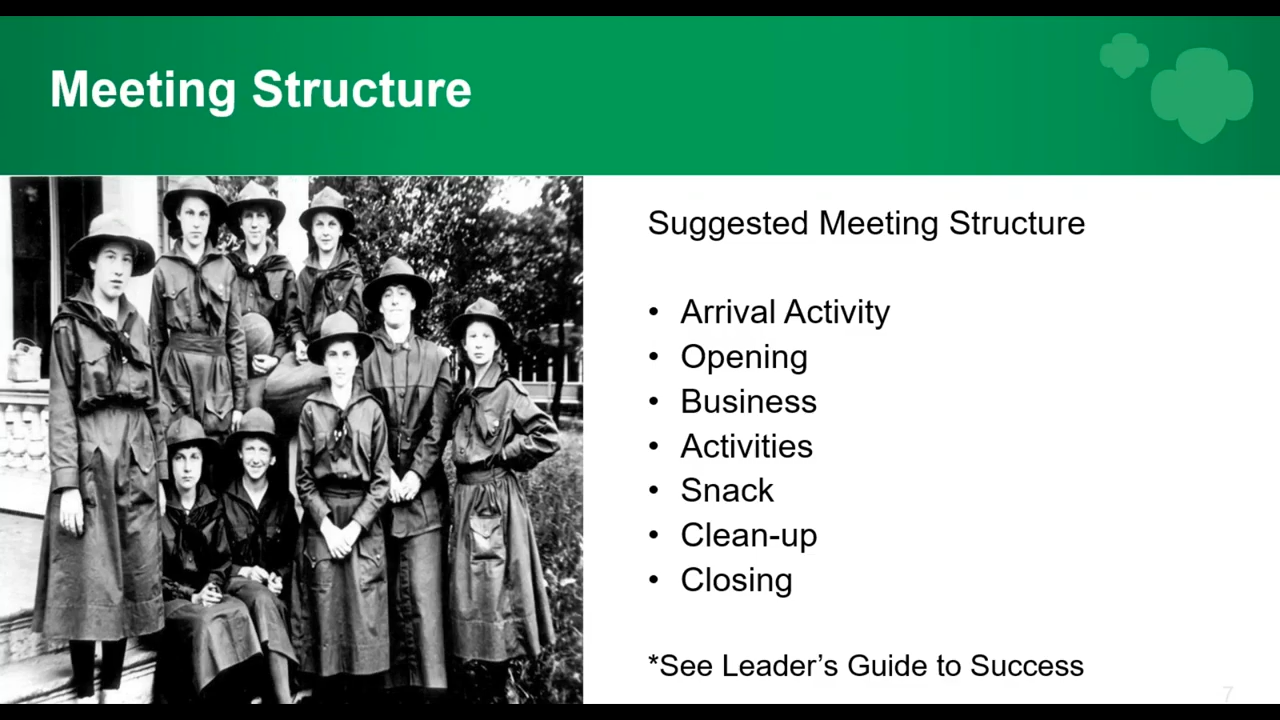 Meeting Structure
Suggested Meeting Structure
• Arrival Activity
• Opening
• Business
• Activities
• Snack
• Clean-up
• Closing
*See Leader’s Guide to Success
7